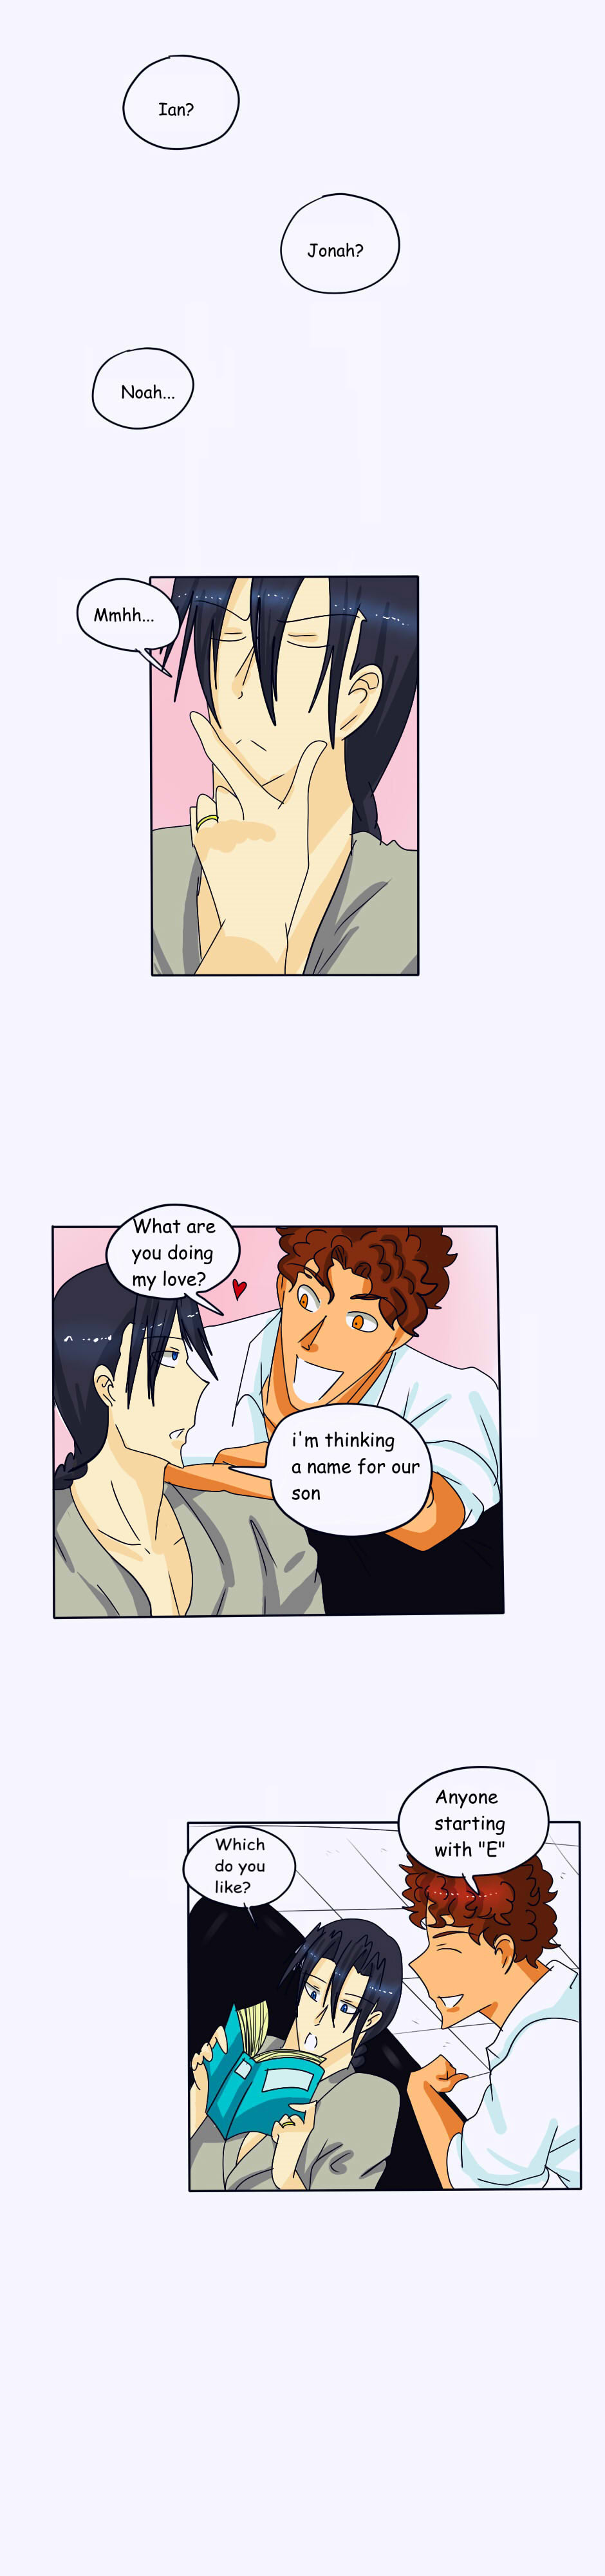 Ian?
Jonah?
Noah...
Mmhh...
What are
you doing
my love?
i'm thinking
a name for our
son
Which
do you
like?
Anyone
starting
with "E"